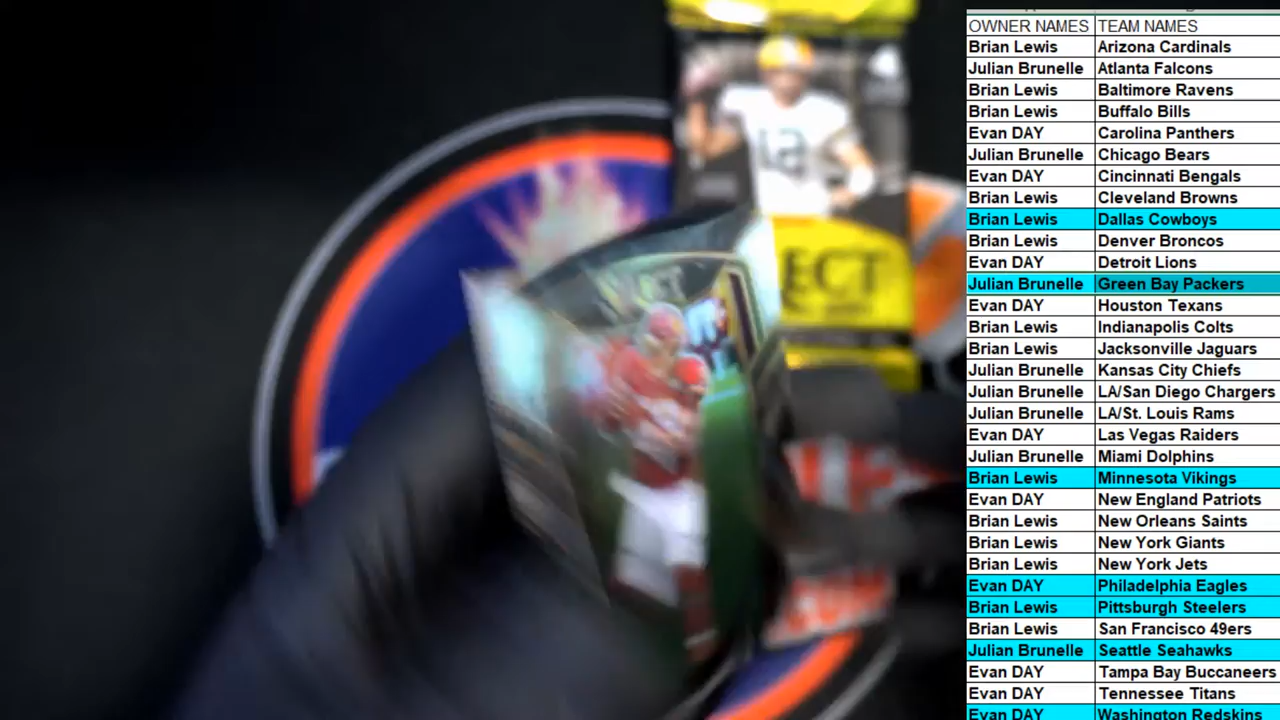 SELECT
12
ECT
OWNER NAMES TEAM NAMES
Brian Lewis Arizona Cardinals
Julian Brunelle Atlanta Falcons
Brian Lewis Baltimore Ravens
Brian Lewis Buffalo Bills
Evan DAY Carolina Panthers
Julian Brunelle Chicago Bears
Evan DAY Cincinnati Bengals
Brian Lewis Cleveland Browns
Brian Lewis Dallas Cowboys
Brian Lewis Denver Broncos
Evan DAY Detroit Lions
Julian Brunelle Green Bay Packers
Evan DAY Houston Texans
Brian Lewis Indianapolis Colts
Brian Lewis Jacksonville Jaguars
Julian Brunelle Kansas City Chiefs
Julian Brunelle LA/San Diego Chargers
Julian Brunelle LA/St. Louis Rams
Evan DAY Las Vegas Raiders
Julian Brunelle Miami Dolphins
Brian Lewis Minnesota Vikings
Evan DAY New England Patriots
Brian Lewis New Orleans Saints
Brian Lewis New York Giants
Brian Lewis New York Jets
Evan DAY Philadelphia Eagles
Brian Lewis Pittsburgh Steelers
Brian Lewis San Francisco 49ers
Julian Brunelle Seattle Seahawks
Evan DAY Tampa Bay Buccaneers
Evan DAY Tennessee Titans
Evan DAY Washington Redskins